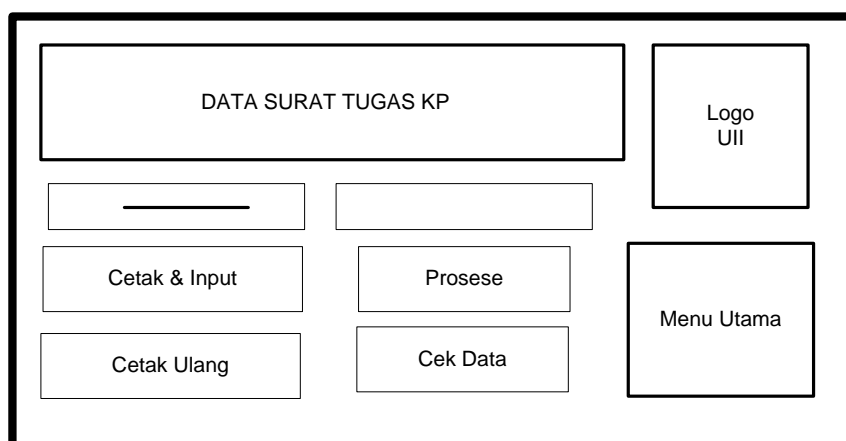 DATA SURAT TUGAS KP
Logo
UII
Cetak & Input
Prosese
Menu Utama
Cetak Ulang
Cek Data